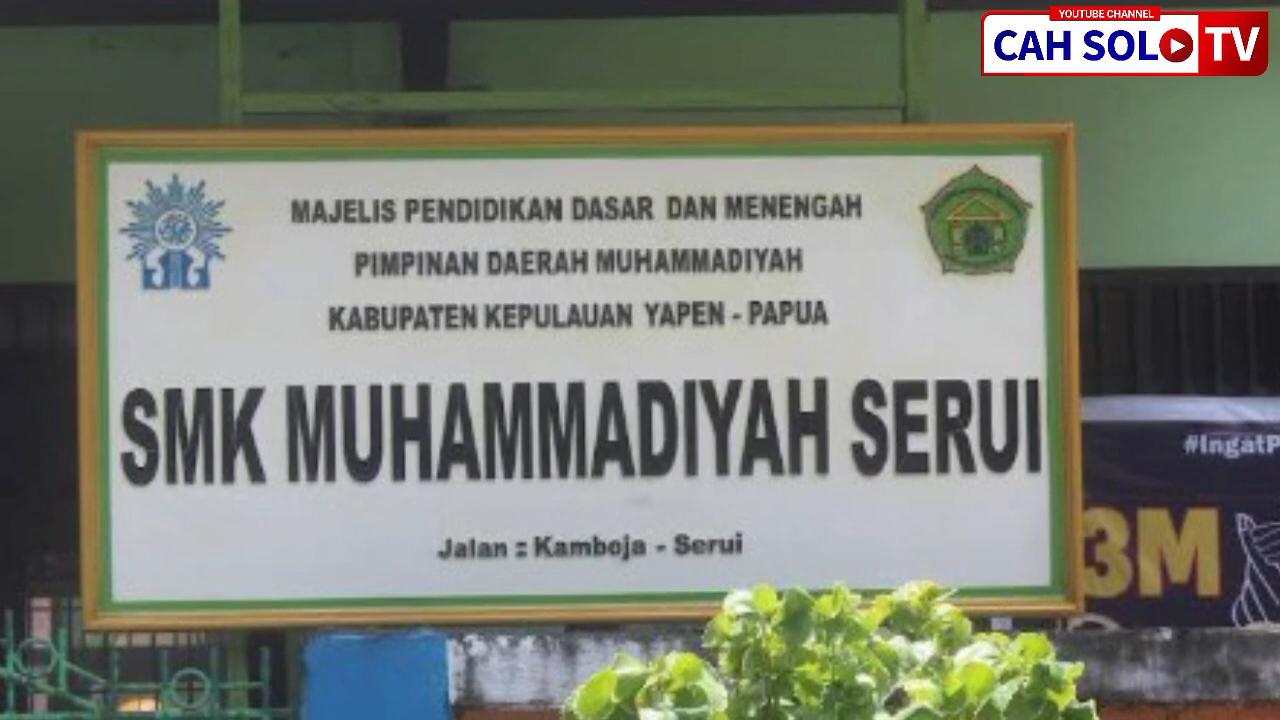 YOUTUBE CHANNEL
CAH SOLO TV
MAJELIS PENDIDIKAN DASAR DAN MENENGAH
PIMPINAN DAERAH MUHAMMADIYAH
KABUPATEN KEPULAUAN YAPEN - PAPUA
SMK MUHAMMADIYAH SERUI
Jalan : Kamboja - Serui
#IngatP
3M